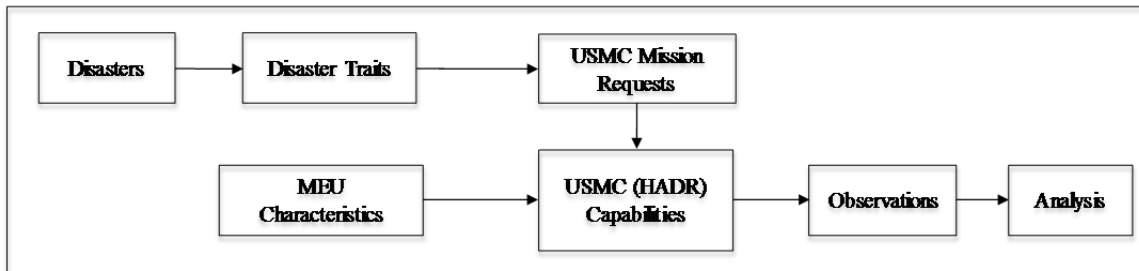 Disasters
Disaster Traits
USMC Mission
Requests
MEU
Characteristics
USMC (HADR)
Capabilities
Observations
Analysis